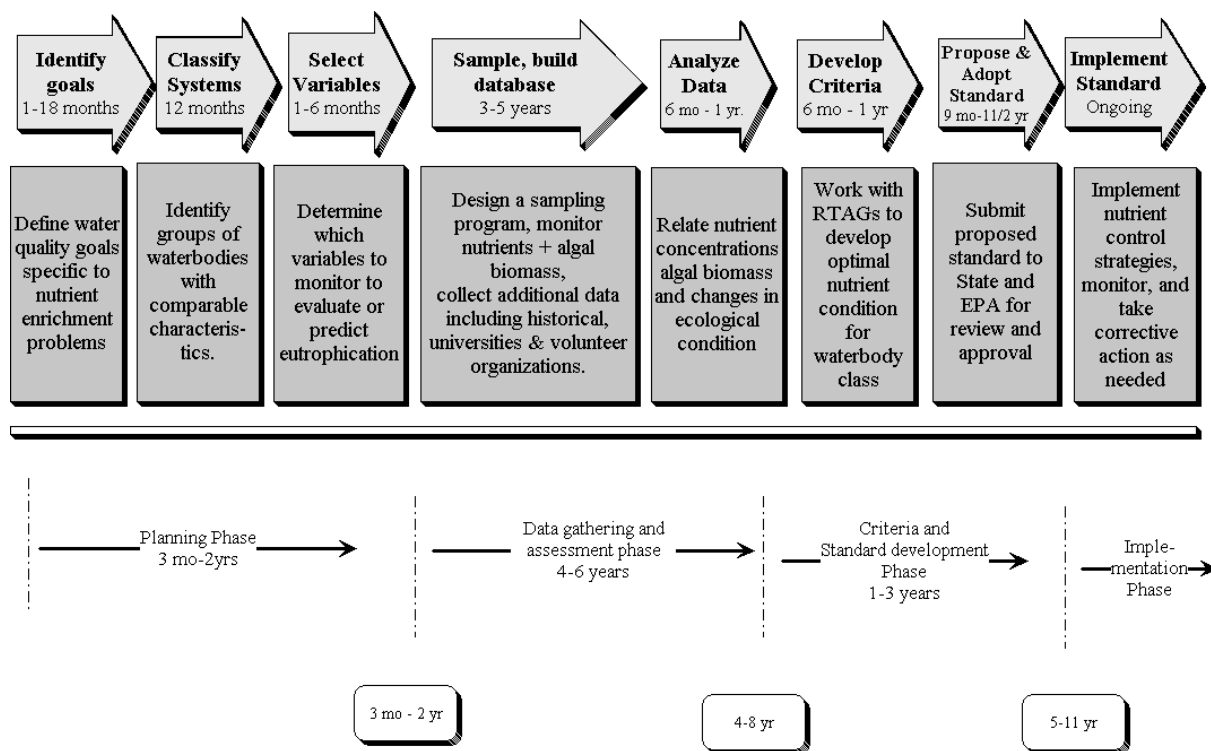 Identify
goals
1-18 months
Classify
Systems
12 months
Select
Variables
1-6 months
Sample, build
database
3-5 years
Analyze
Data
6 mo - 1 yr.
Develop
Criteria
6 mo - 1 yr
Propose &
Adopt
Standard
9 mo-11/2 yr
Implement
Standard
Ongoing
Define water
quality goals
specific to
nutrient
enrichment
problems
Identify
groups of
waterbodies
with
comparable
characteris-
tics.
Determine
which
variables to
monitor to
evaluate or
predict
eutrophication
Design a sampling
program, monitor
nutrients + algal
biomass,
collect additional data
including historical,
universities & volunteer
organizations.
Relate nutrient
concentrations
algal biomass
and changes in
ecological
condition
Work with
RTAGs to
develop
optimal
nutrient
condition
for
waterbody
class
Submit
proposed
standard to
State and
EPA for
review and
approval
Implement
nutrient
control
strategies,
monitor, and
take
corrective
action as
needed
Planning Phase
3 mo-2yrs
Data gathering and
assessment phase
4-6 years
Criteria and
Standard development
Phase
1-3 years
Imple-
mentation
Phase
3 mo - 2 yr
4-8 yr
5-11 yr